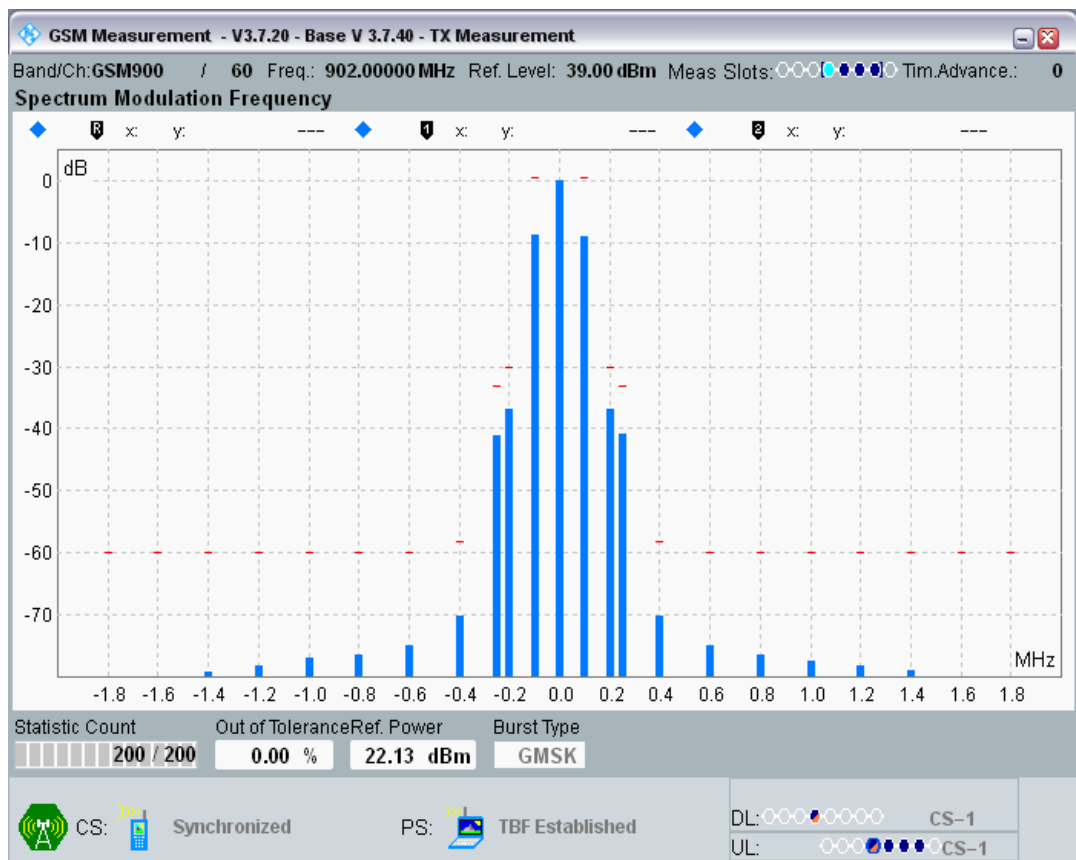 GSM Measurement - V3.7.20 - Base V 3.7.40 - TX Measurement
Band/Ch:GSM900 / 60 Freq.: 902.00000 MHz Ref. Level: 39.00 dBm Meas Slots: Tim.Advance.: 0
Spectrum Modulation Frequency
R x: y: --- 1 x: y: --- 2 x: y: ---
dB
0
-10
-20
-30
-40
-50
-60
-70
MHz
-1.8 -1.6 -1.4 -1.2 -1.0 -0.8 -0.6 -0.4 -0.2 0.0 0.2 0.4 0.6 0.8 1.0 1.2 1.4 1.6 1.8
Statistic Count Out of Tolerance Ref. Power Burst Type
200 / 200 0.00 % 22.13 dBm GMSK
CS: Synchronized PS: TBF Established
DL: CS-1
UL: CS-1